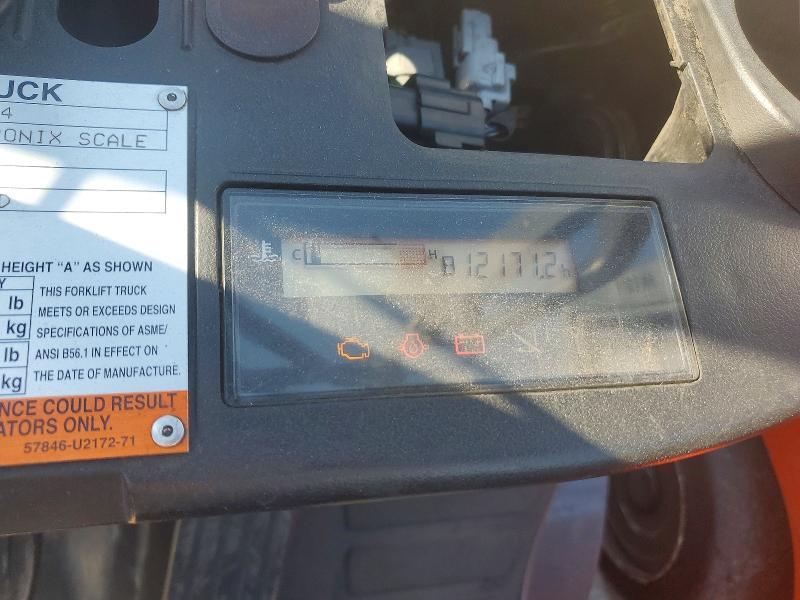 UCK
4
ONIX SCALE
HEIGHT "A" AS SHOWN
Y
lb
kg
lb
kg
THIS FORKLIFT TRUCK
MEETS OR EXCEEDS DESIGN
SPECIFICATIONS OF ASME/
ANSI B56.1 IN EFFECT ON
THE DATE OF MANUFACTURE.
NCE COULD RESULT
ATORS ONLY.
57846-U2172-71
C H
12171.2h